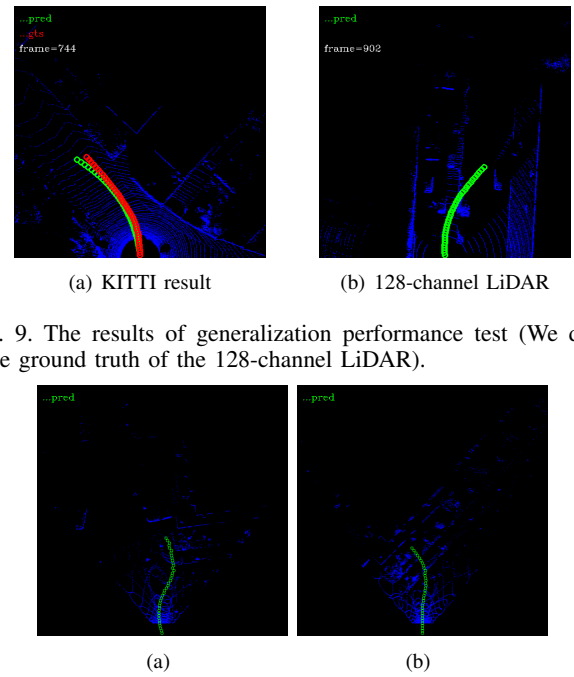 ...pred
...gts
frame=744
...pred
frame=902
(a) KITTI result
(b) 128-channel LiDAR
. 9. The results of generalization performance test (We
ground truth of the 128-channel LiDAR).
...pred
...pred
(a)
(b)